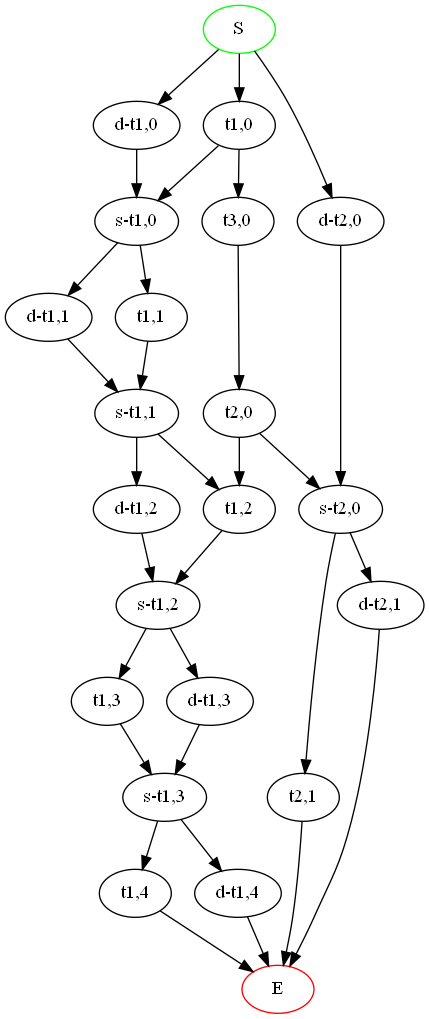 S
d-t1,0
t1,0
s-t1,0
t3,0
d-t2,0
d-t1,1
t1,1
s-t1,1
t2,0
d-t1,2
t1,2
s-t2,0
s-t1,2
d-t2,1
t1,3
d-t1,3
s-t1,3
t2,1
t1,4
d-t1,4
E